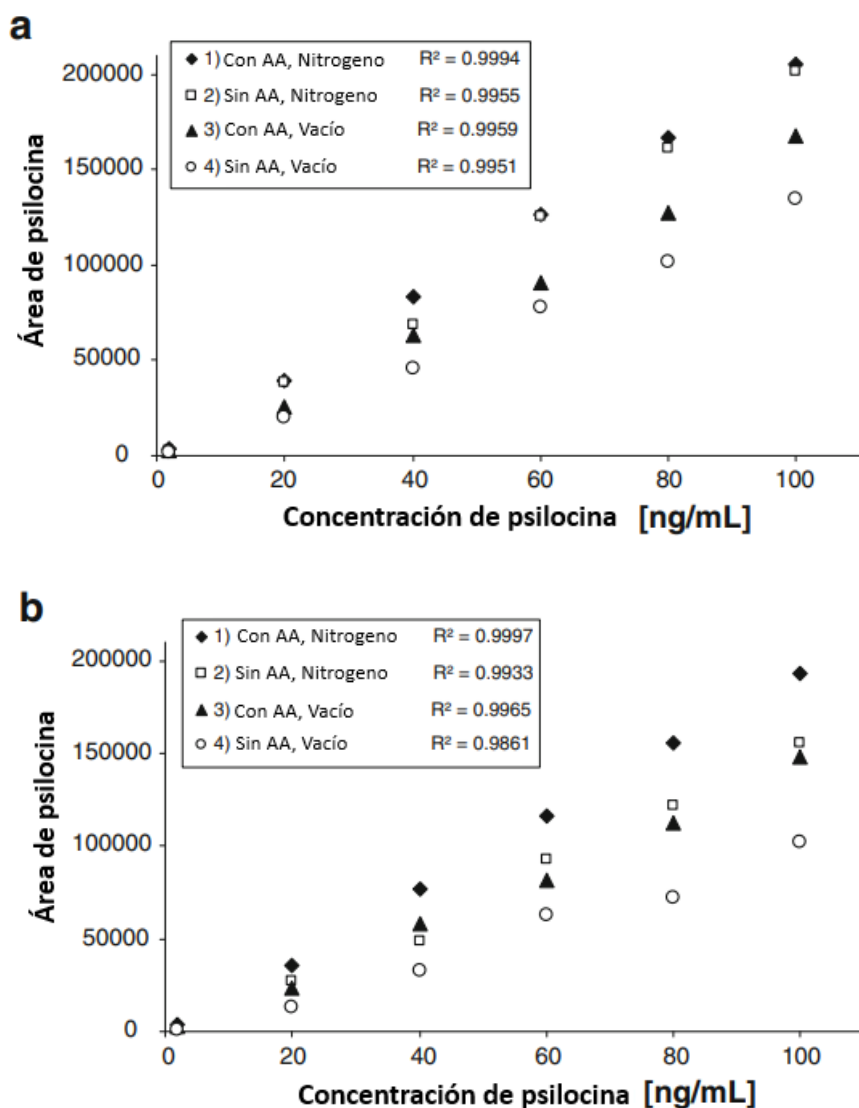 a
1) Con AA, Nitrogeno R² = 0.9994
2) Sin AA, Nitrogeno R² = 0.9955
3) Con AA, Vacío R² = 0.9959
4) Sin AA, Vacío R² = 0.9951
Área de psilocina
200000
150000
100000
50000
0
0 20 40 60 80 100
Concentración de psilocina [ng/mL]
b
1) Con AA, Nitrogeno R² = 0.9997
2) Sin AA, Nitrogeno R² = 0.9933
3) Con AA, Vacío R² = 0.9965
4) Sin AA, Vacío R² = 0.9861
Área de psilocina
200000
150000
100000
50000
0
0 20 40 60 80 100
Concentración de psilocina [ng/mL]